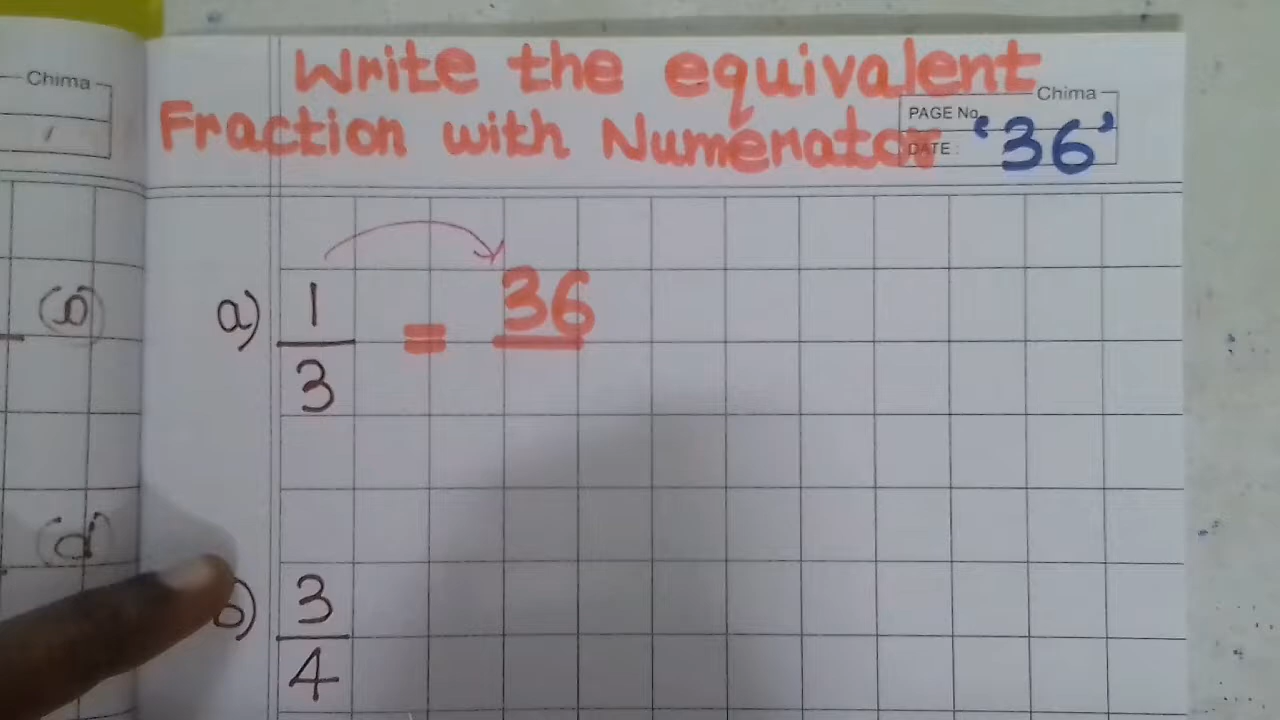 Chima
(b)
(d)
Write the equivalent
Fraction with Numerator '36'
Chima
PAGE No.
DATE :
a) 1/3 = 36
b) 3/4